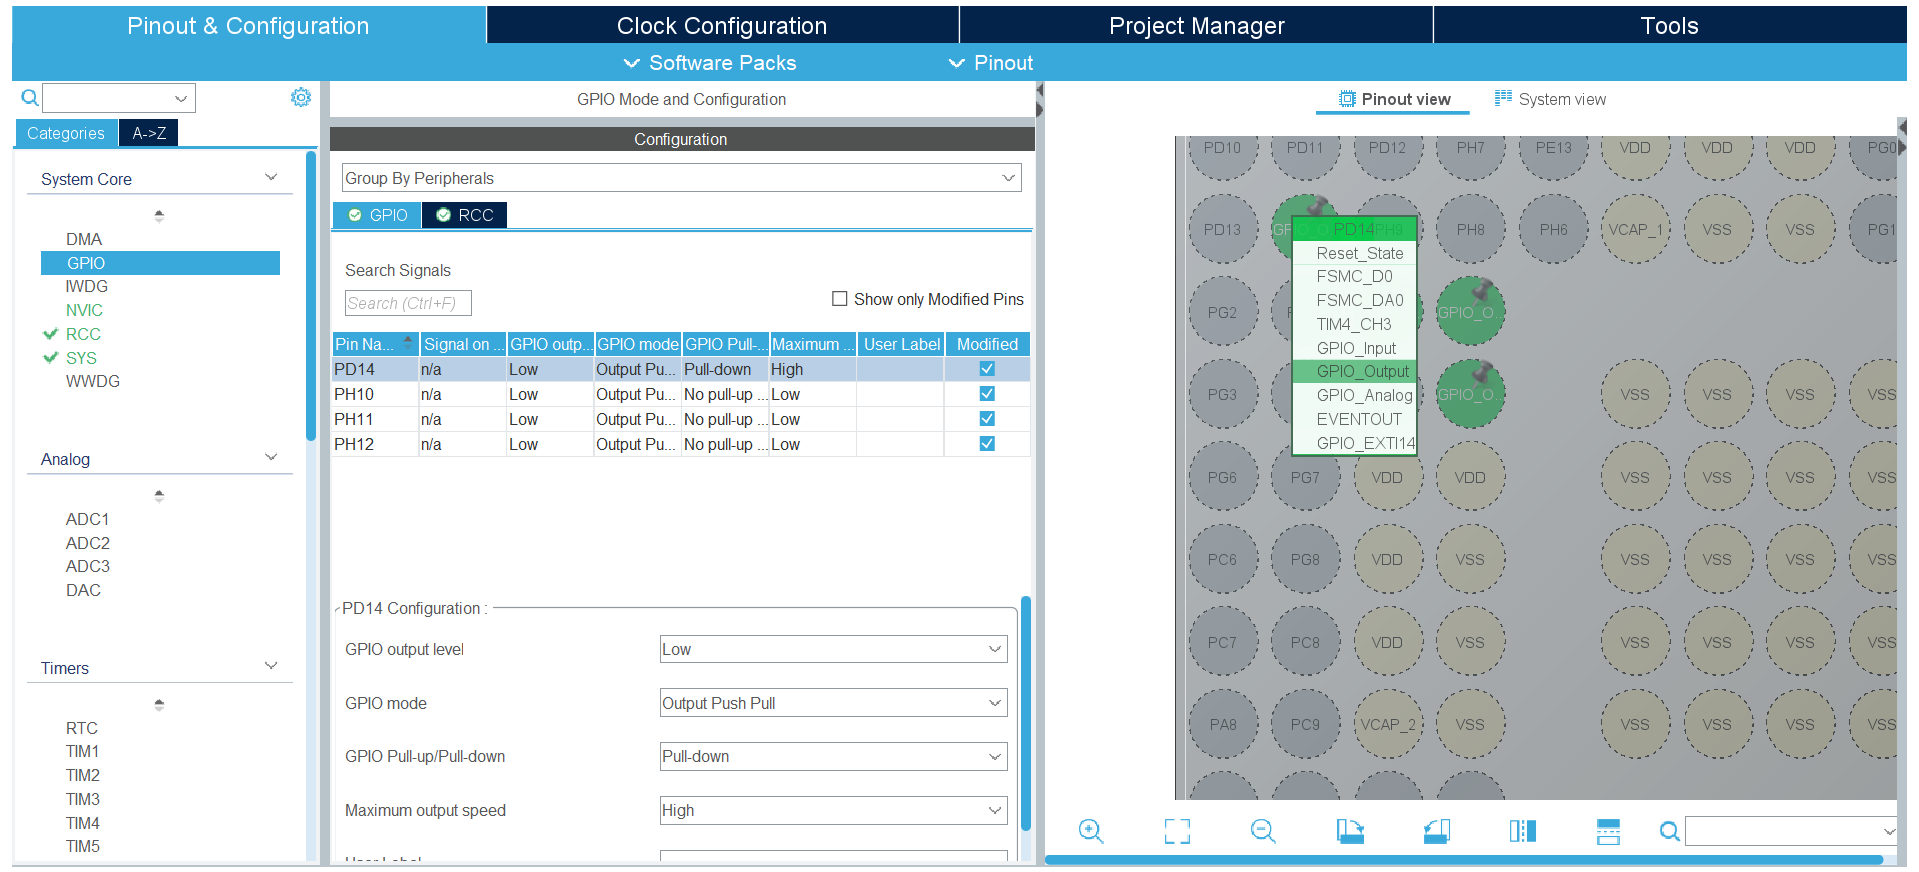 Pinout & Configuration
Clock Configuration
Project Manager
Tools
Software Packs
Pinout
Categories
A->Z
System Core
DMA
GPIO
IWDG
NVIC
RCC
SYS
WWDG
Analog
ADC1
ADC2
ADC3
DAC
Timers
RTC
TIM1
TIM2
TIM3
TIM4
TIM5
GPIO Mode and Configuration
Configuration
Group By Peripherals
GPIO
RCC
Search Signals
Search (Ctrl+F)
Show only Modified Pins
Pin Na... Signal on ... GPIO outp... GPIO mode GPIO Pull-... Maximum ... User Label Modified
PD14 n/a Low Output Pu... Pull-down High
PH10 n/a Low Output Pu... No pull-up ... Low
PH11 n/a Low Output Pu... No pull-up ... Low
PH12 n/a Low Output Pu... No pull-up ... Low
PD14 Configuration :
GPIO output level Low
GPIO mode Output Push Pull
GPIO Pull-up/Pull-down Pull-down
Maximum output speed High
User Label
Pinout view
System view
PD10 PD11 PD12 PH7 PE13 VDD VDD VDD PG0
PD13 PH9 PH8 PH6 VCAP_1 VSS VSS PG1
PD14
Reset_State
FSMC_D0
FSMC_DA0
TIM4_CH3
GPIO_Input
GPIO_Output
GPIO_Analog
EVENTOUT
GPIO_EXTI14
PG2 GPIO_O...
PG3 GPIO_O... VSS VSS VSS VSS
PG6 PG7 VDD VDD VSS VSS VSS VSS
PC6 PG8 VDD VSS VSS VSS VSS VSS
PC7 PC8 VDD VSS VSS VSS VSS VSS
PA8 PC9 VCAP_2 VSS VSS VSS VSS VSS